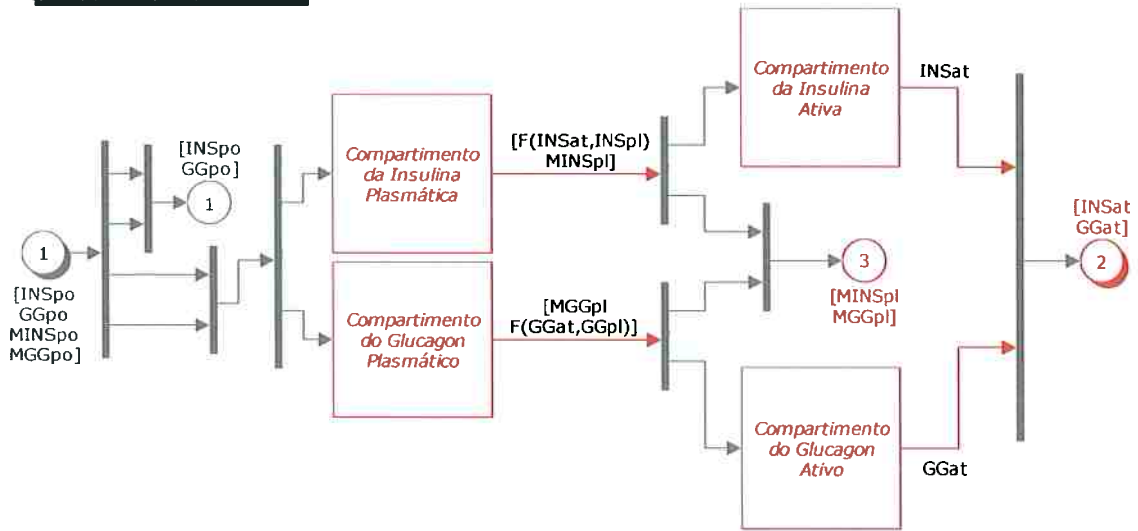 [INSpo
GGpo]
1
1
[INSpo
GGpo
MINSpo
MGGpo]
Compartimento
da Insulina
Plasmática
Compartimento
do Glucagon
Plasmático
[F(INSat,INSpl)
MINSpl]
[MGGpl
F(GGat,GGpl)]
Compartimento
da Insulina
Ativa
INSat
3
[MINSpl
MGGpl]
Compartimento
do Glucagon
Ativo
GGat
[INSat
GGat]
2